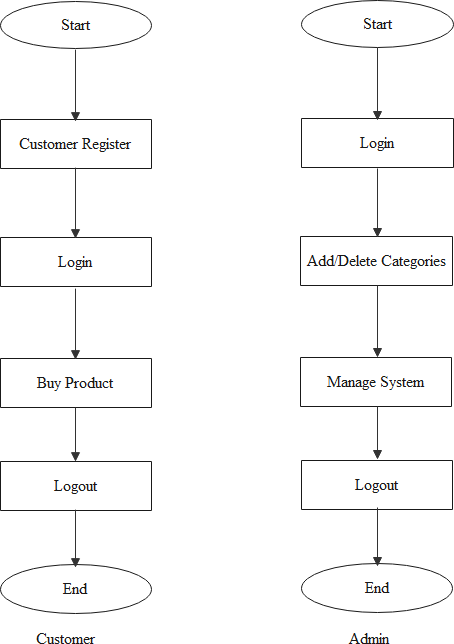 Start
Customer Register
Login
Buy Product
Logout
End
Customer
Start
Login
Add/Delete Categories
Manage System
Logout
End
Admin